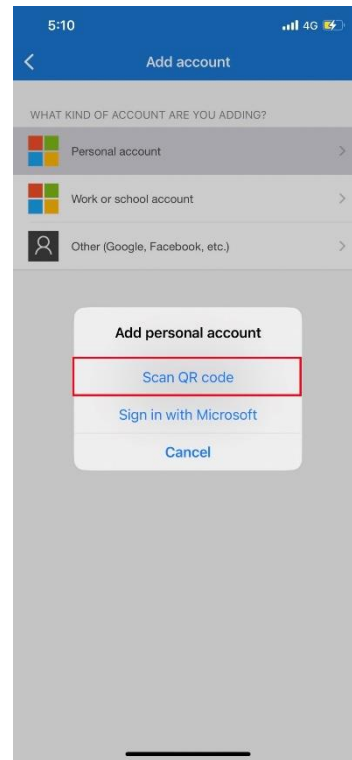 5:10
4G
Add account
WHAT KIND OF ACCOUNT ARE YOU ADDING?
Personal account
Work or school account
Other (Google, Facebook, etc.)
Add personal account
Scan QR code
Sign in with Microsoft
Cancel